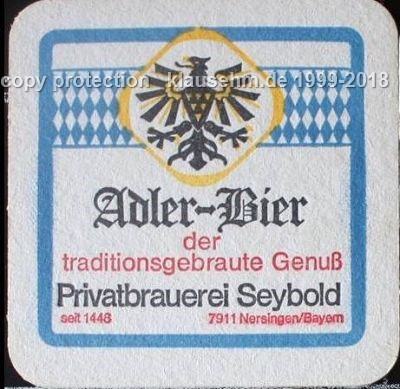 copy protection klausehm.de 1999-2018
Adler-Bier
der
traditionsgebraute Genuß
Privatbrauerei Seybold
seit 1448 7911 Nersingen/Bayern